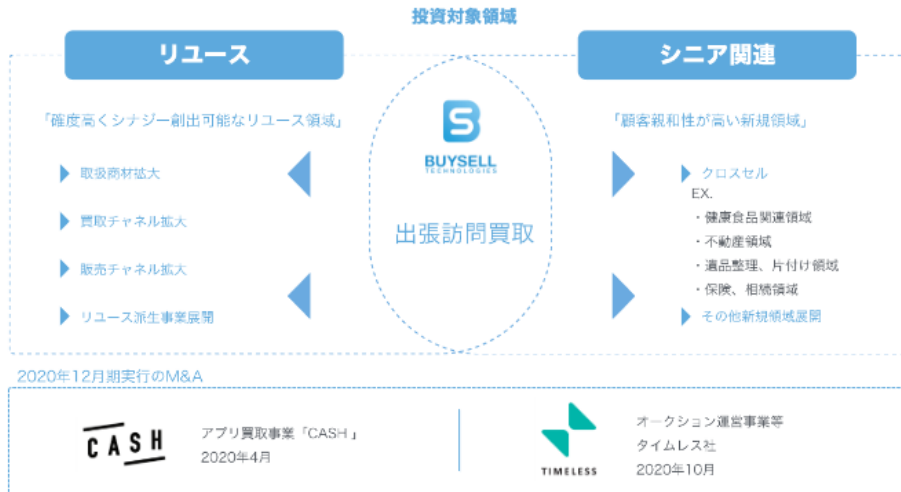 投資対象領域
リユース
シニア関連
「確度高くシナジー創出可能なリユース領域」
取扱商材拡大
買取チャネル拡大
販売チャネル拡大
リユース派生事業展開
BUYSELL
TECHNOLOGIES
出張訪問買取
「顧客親和性が高い新規領域」
クロスセル
EX.
・健康食品関連領域
・不動産領域
・遺品整理、片付け領域
・保険、相続領域
その他新規領域展開
2020年12月期実行のM&A
CASH
アプリ買取事業「CASH」
2020年4月
TIMELESS
オークション運営事業等
タイムレス社
2020年10月